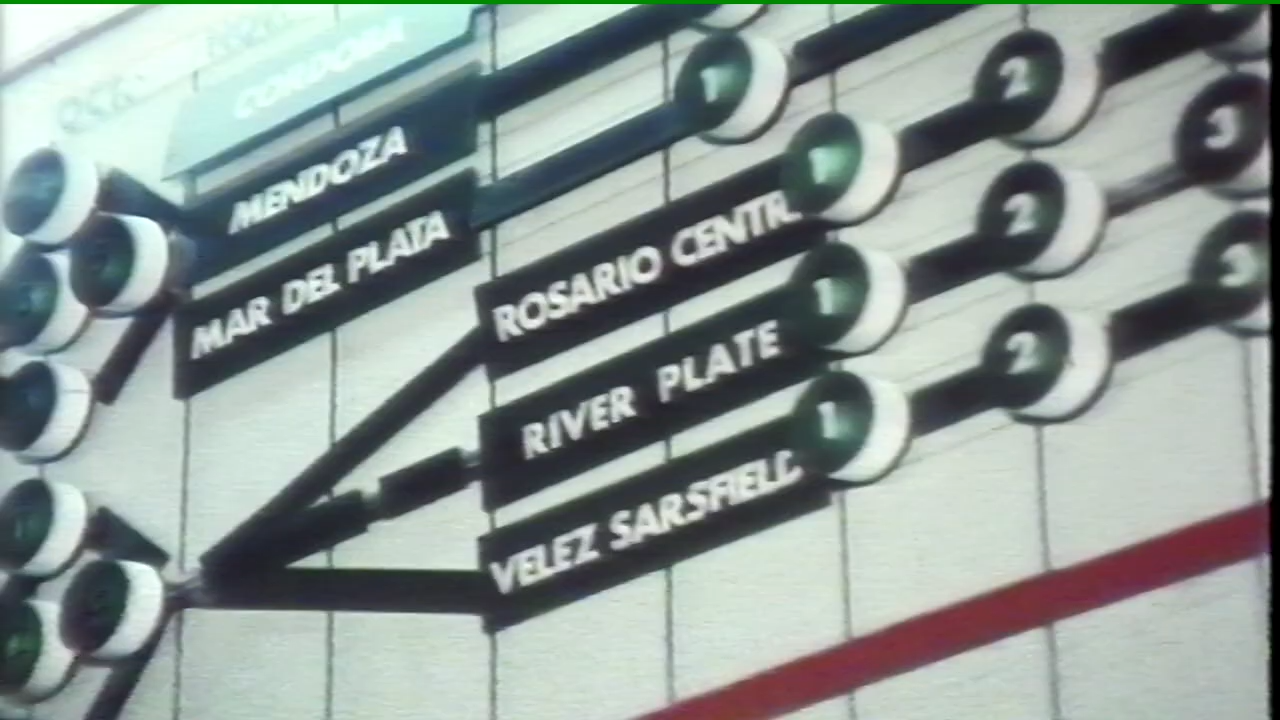 CORDOBA
MENDOZA
MAR DEL PLATA
ROSARIO CENTR.
RIVER PLATE
VELEZ SARSFIELD
1
1
1
1
2
2
2
3
3